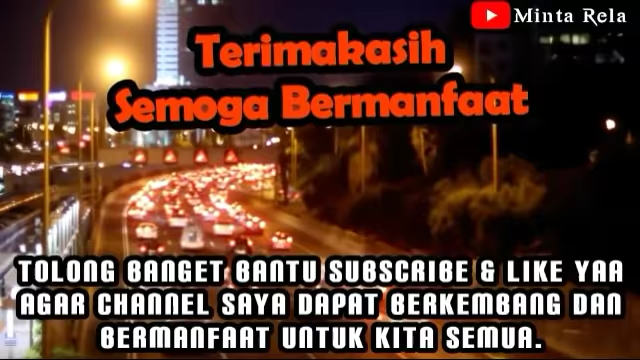 Minta Rela
Terimakasih
Semoga Bermanfaat
TOLONG BANGET BANTU SUBSCRIBE & LIKE YAA
AGAR CHANNEL SAYA DAPAT BERKEMBANG DAN
BERMANFAAT UNTUK KITA SEMUA.